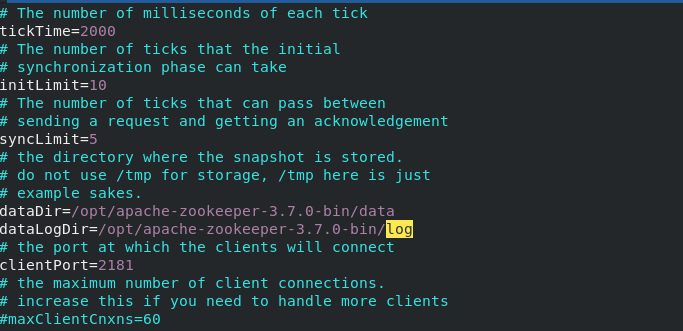 # The number of milliseconds of each tick
tickTime=2000
# The number of ticks that the initial
# synchronization phase can take
initLimit=10
# The number of ticks that can pass between
# sending a request and getting an acknowledgement
syncLimit=5
# the directory where the snapshot is stored.
# do not use /tmp for storage, /tmp here is just
# example sakes.
dataDir=/opt/apache-zookeeper-3.7.0-bin/data
dataLogDir=/opt/apache-zookeeper-3.7.0-bin/log
# the port at which the clients will connect
clientPort=2181
# the maximum number of client connections.
# increase this if you need to handle more clients
#maxClientCnxns=60